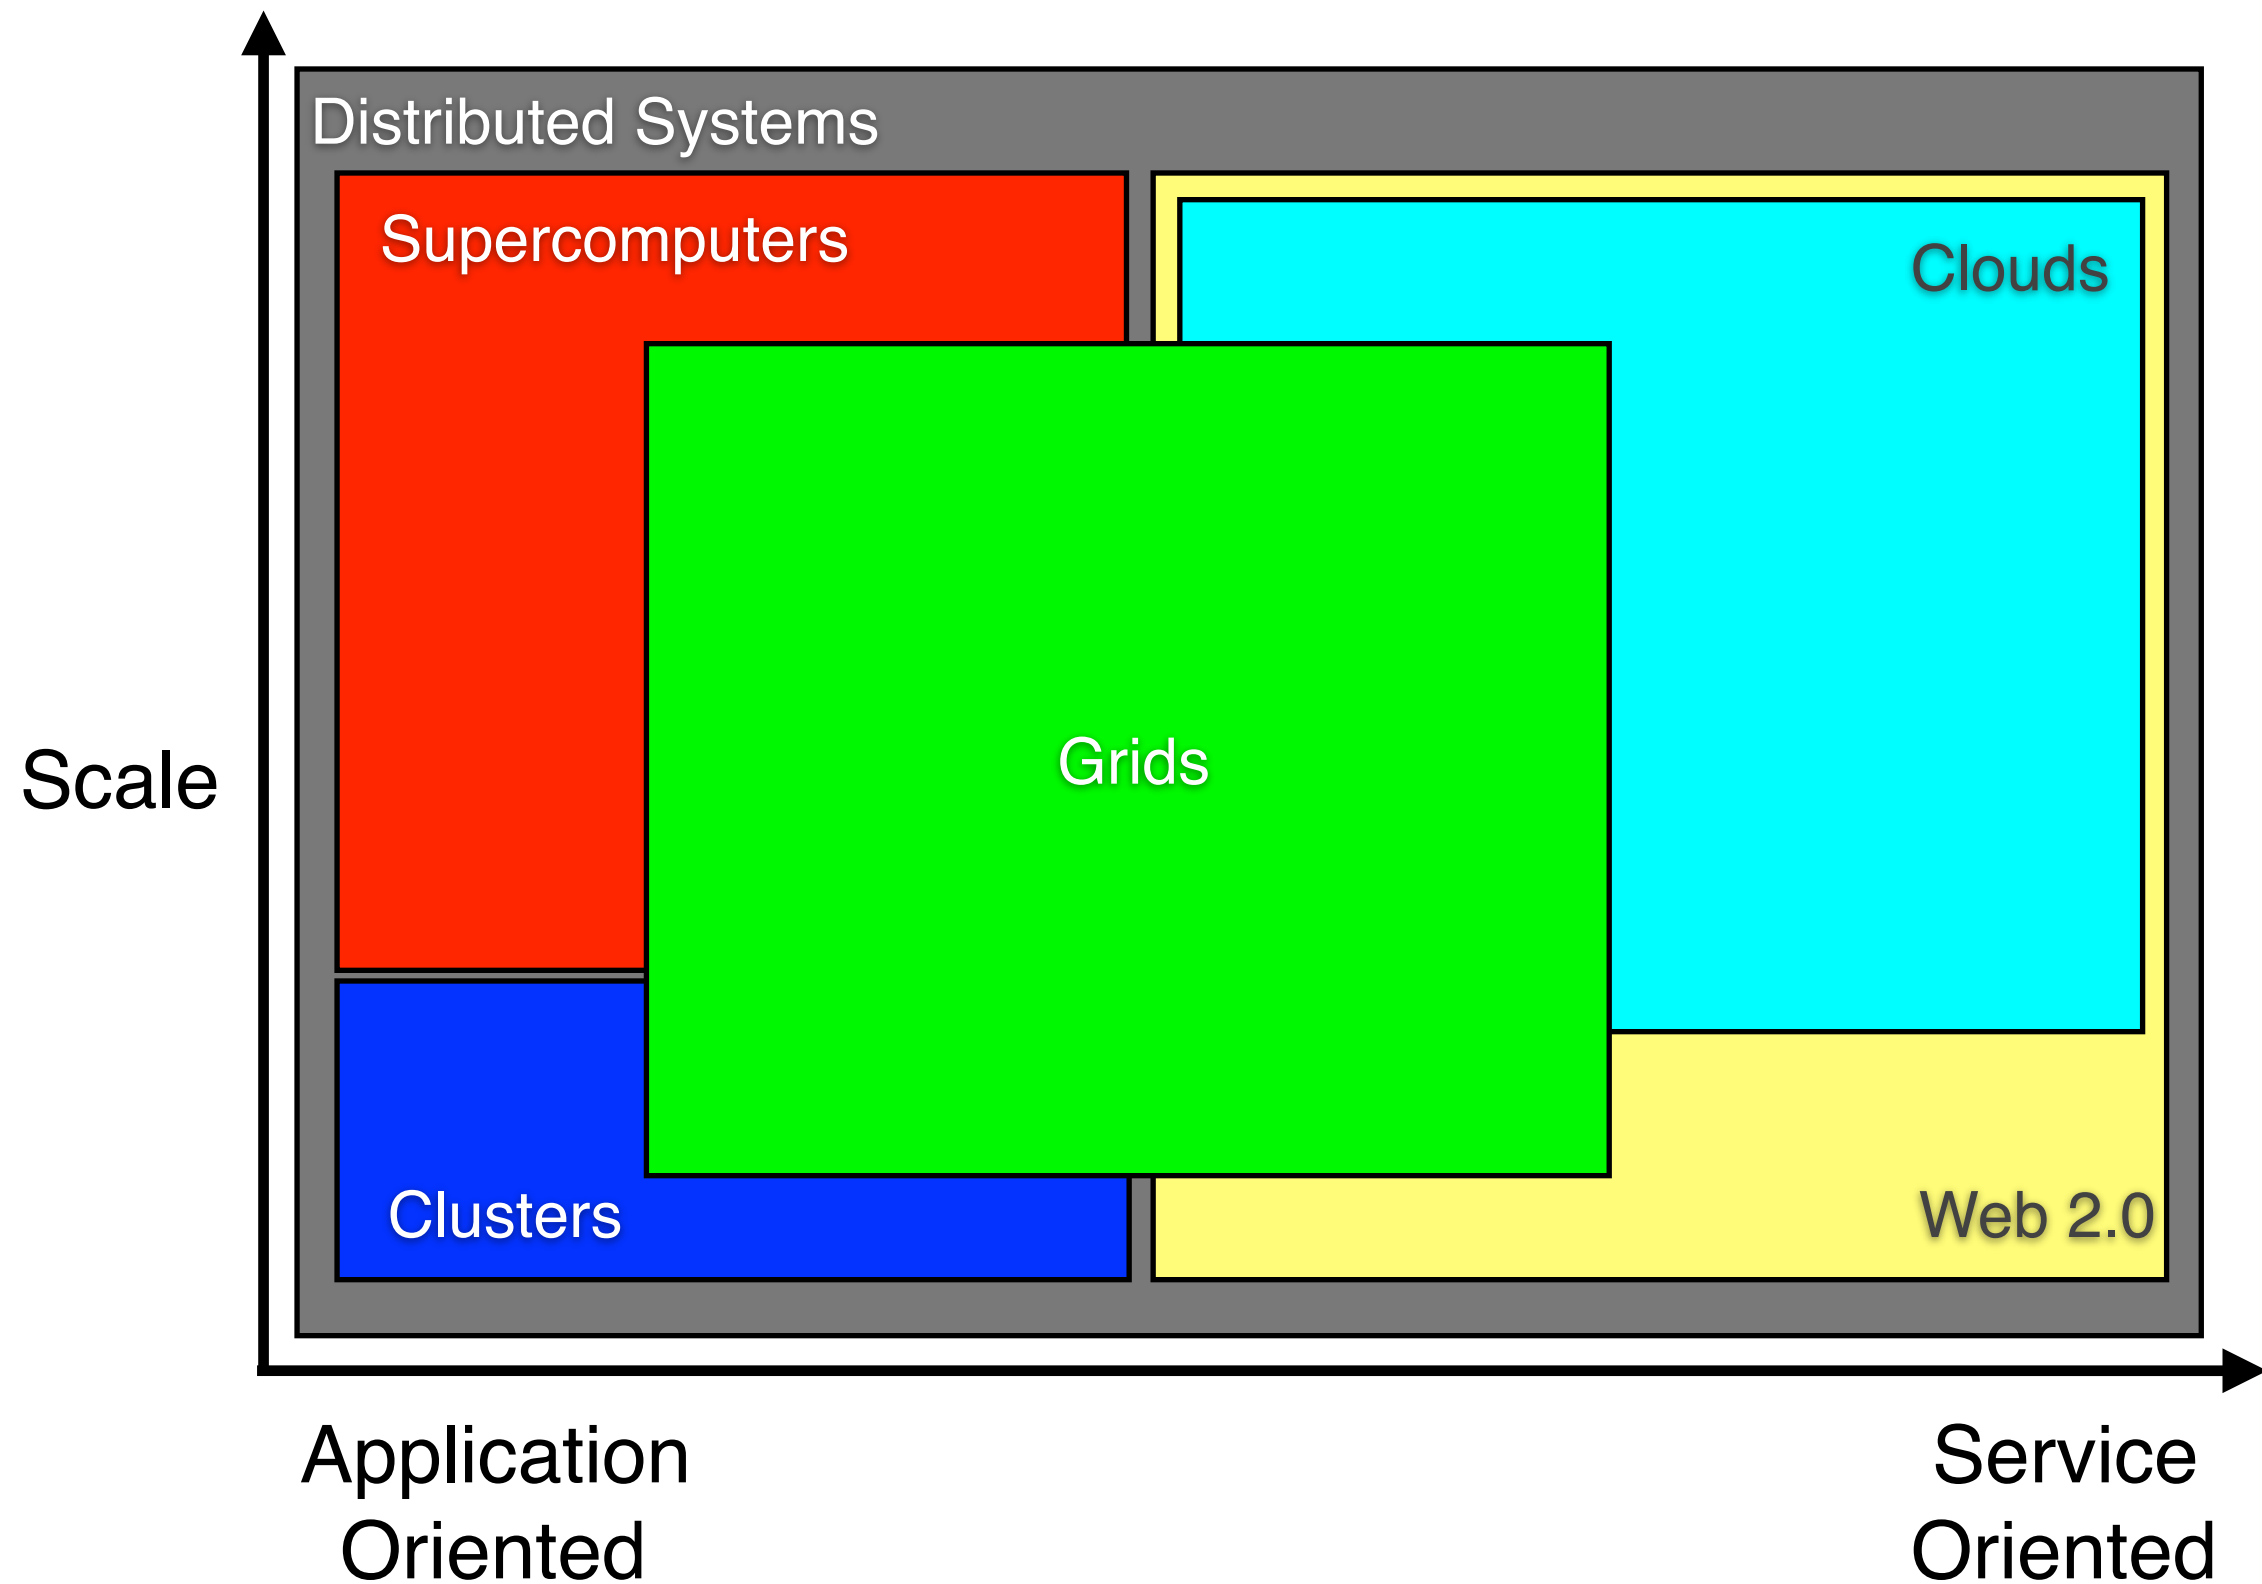 Distributed Systems
Supercomputers
Clouds
Grids
Scale
Clusters
Web 2.0
Application
Oriented
Service
Oriented